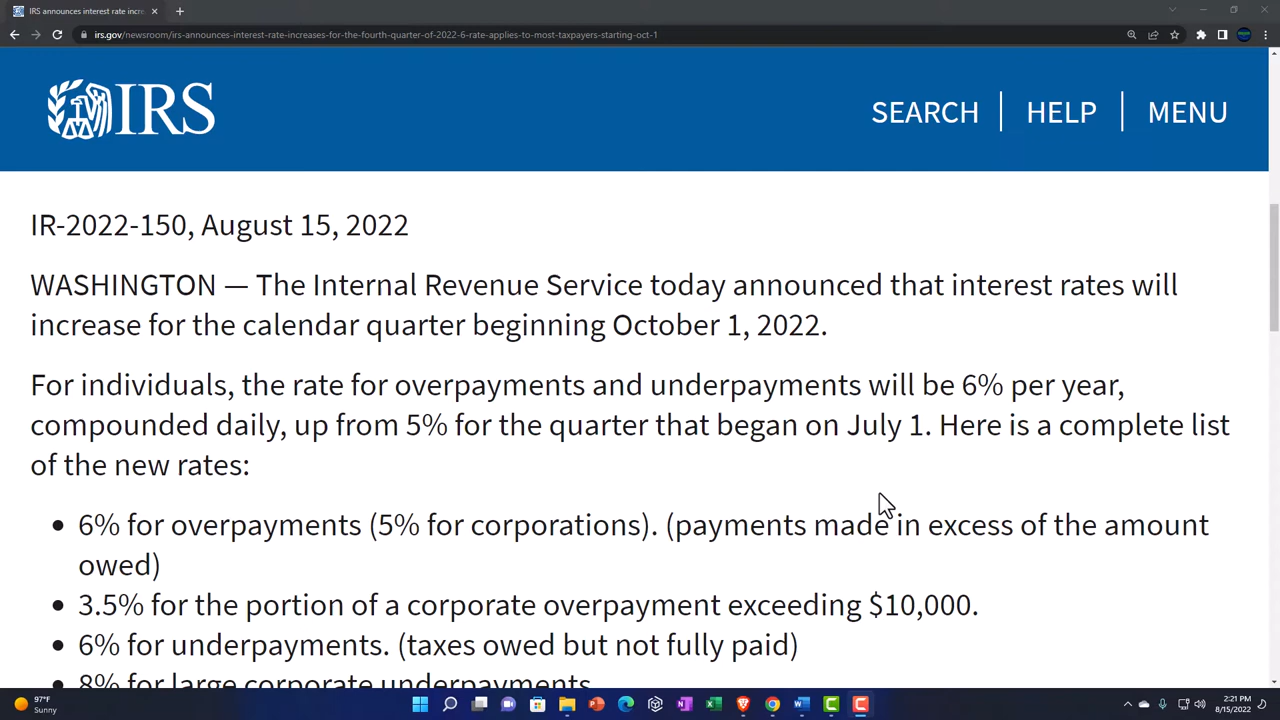 IRS announces interest rate incr
irs.gov/newsroom/irs-announces-interest-rate-increases-for-the-fourth-quarter-of-2022-6-rate-applies-to-most-taxpayers-starting-oct-1
IRS
SEARCH HELP MENU
IR-2022-150, August 15, 2022
WASHINGTON — The Internal Revenue Service today announced that interest rates will
increase for the calendar quarter beginning October 1, 2022.
For individuals, the rate for overpayments and underpayments will be 6% per year,
compounded daily, up from 5% for the quarter that began on July 1. Here is a complete list
of the new rates:
6% for overpayments (5% for corporations). (payments made in excess of the amount
owed)
3.5% for the portion of a corporate overpayment exceeding $10,000.
6% for underpayments. (taxes owed but not fully paid)
8% for large corporate underpayments.
97°F
Sunny
2:21 PM
8/15/2022